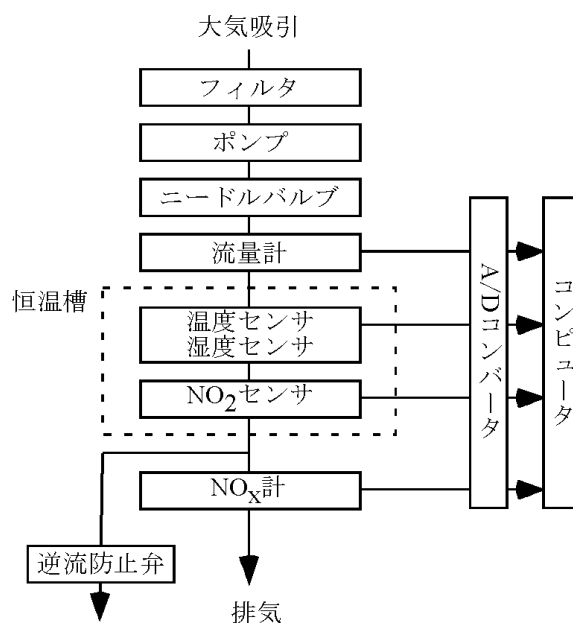 大気吸引
フィルタ
ポンプ
ニードルバルブ
流量計
恒温槽
温度センサ
湿度センサ
NO2センサ
NOX計
逆流防止弁
排気
A/Dコンバータ
コンピュータ